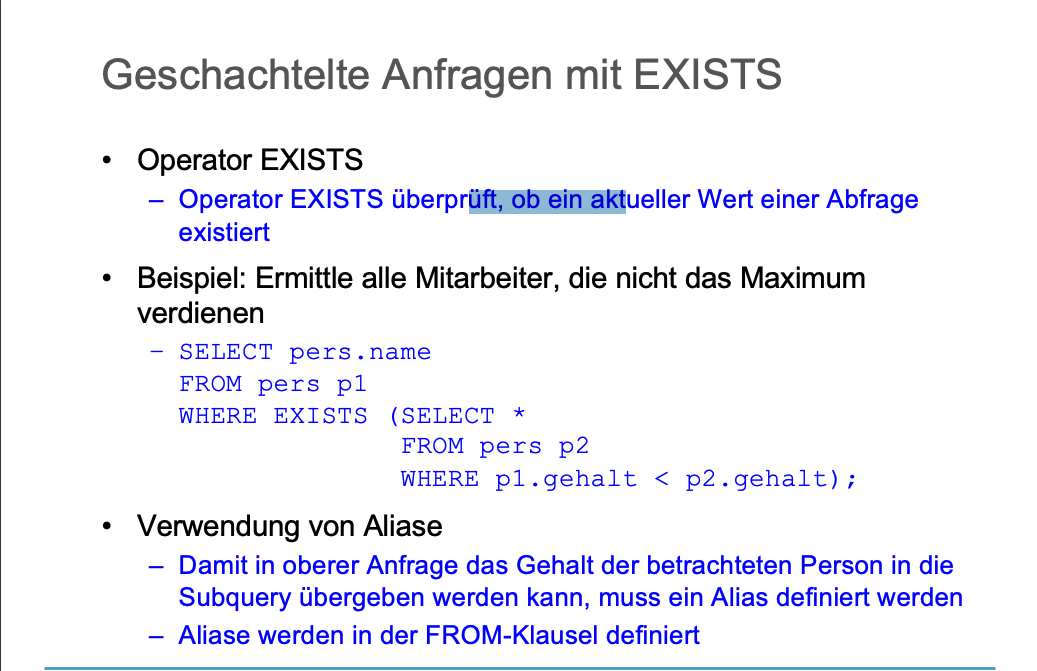 Geschachtelte Anfragen mit EXISTS
• Operator EXISTS
– Operator EXISTS überprüft, ob ein aktueller Wert einer Abfrage
existiert
• Beispiel: Ermittle alle Mitarbeiter, die nicht das Maximum
verdienen
– SELECT pers.name
FROM pers p1
WHERE EXISTS (SELECT *
FROM pers p2
WHERE p1.gehalt < p2.gehalt);
• Verwendung von Aliase
– Damit in oberer Anfrage das Gehalt der betrachteten Person in die
Subquery übergeben werden kann, muss ein Alias definiert werden
– Aliase werden in der FROM-Klausel definiert